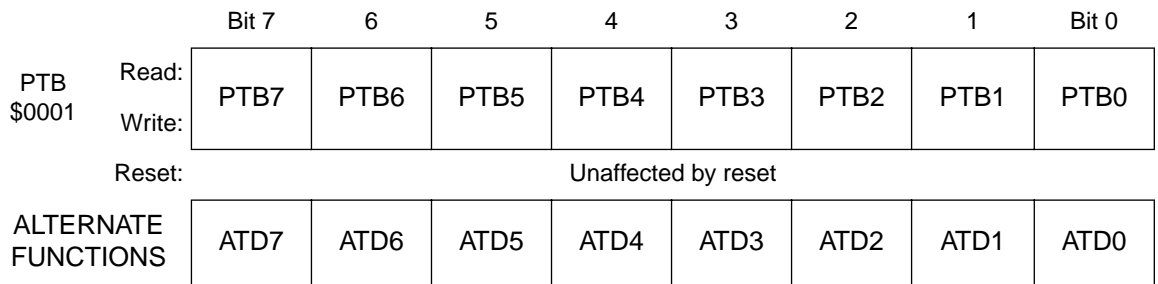 Bit 7 6 5 4 3 2 1 Bit 0
PTB
$0001
Read:
Write:
PTB7 PTB6 PTB5 PTB4 PTB3 PTB2 PTB1 PTB0
Reset: Unaffected by reset
ALTERNATE
FUNCTIONS
ATD7 ATD6 ATD5 ATD4 ATD3 ATD2 ATD1 ATD0